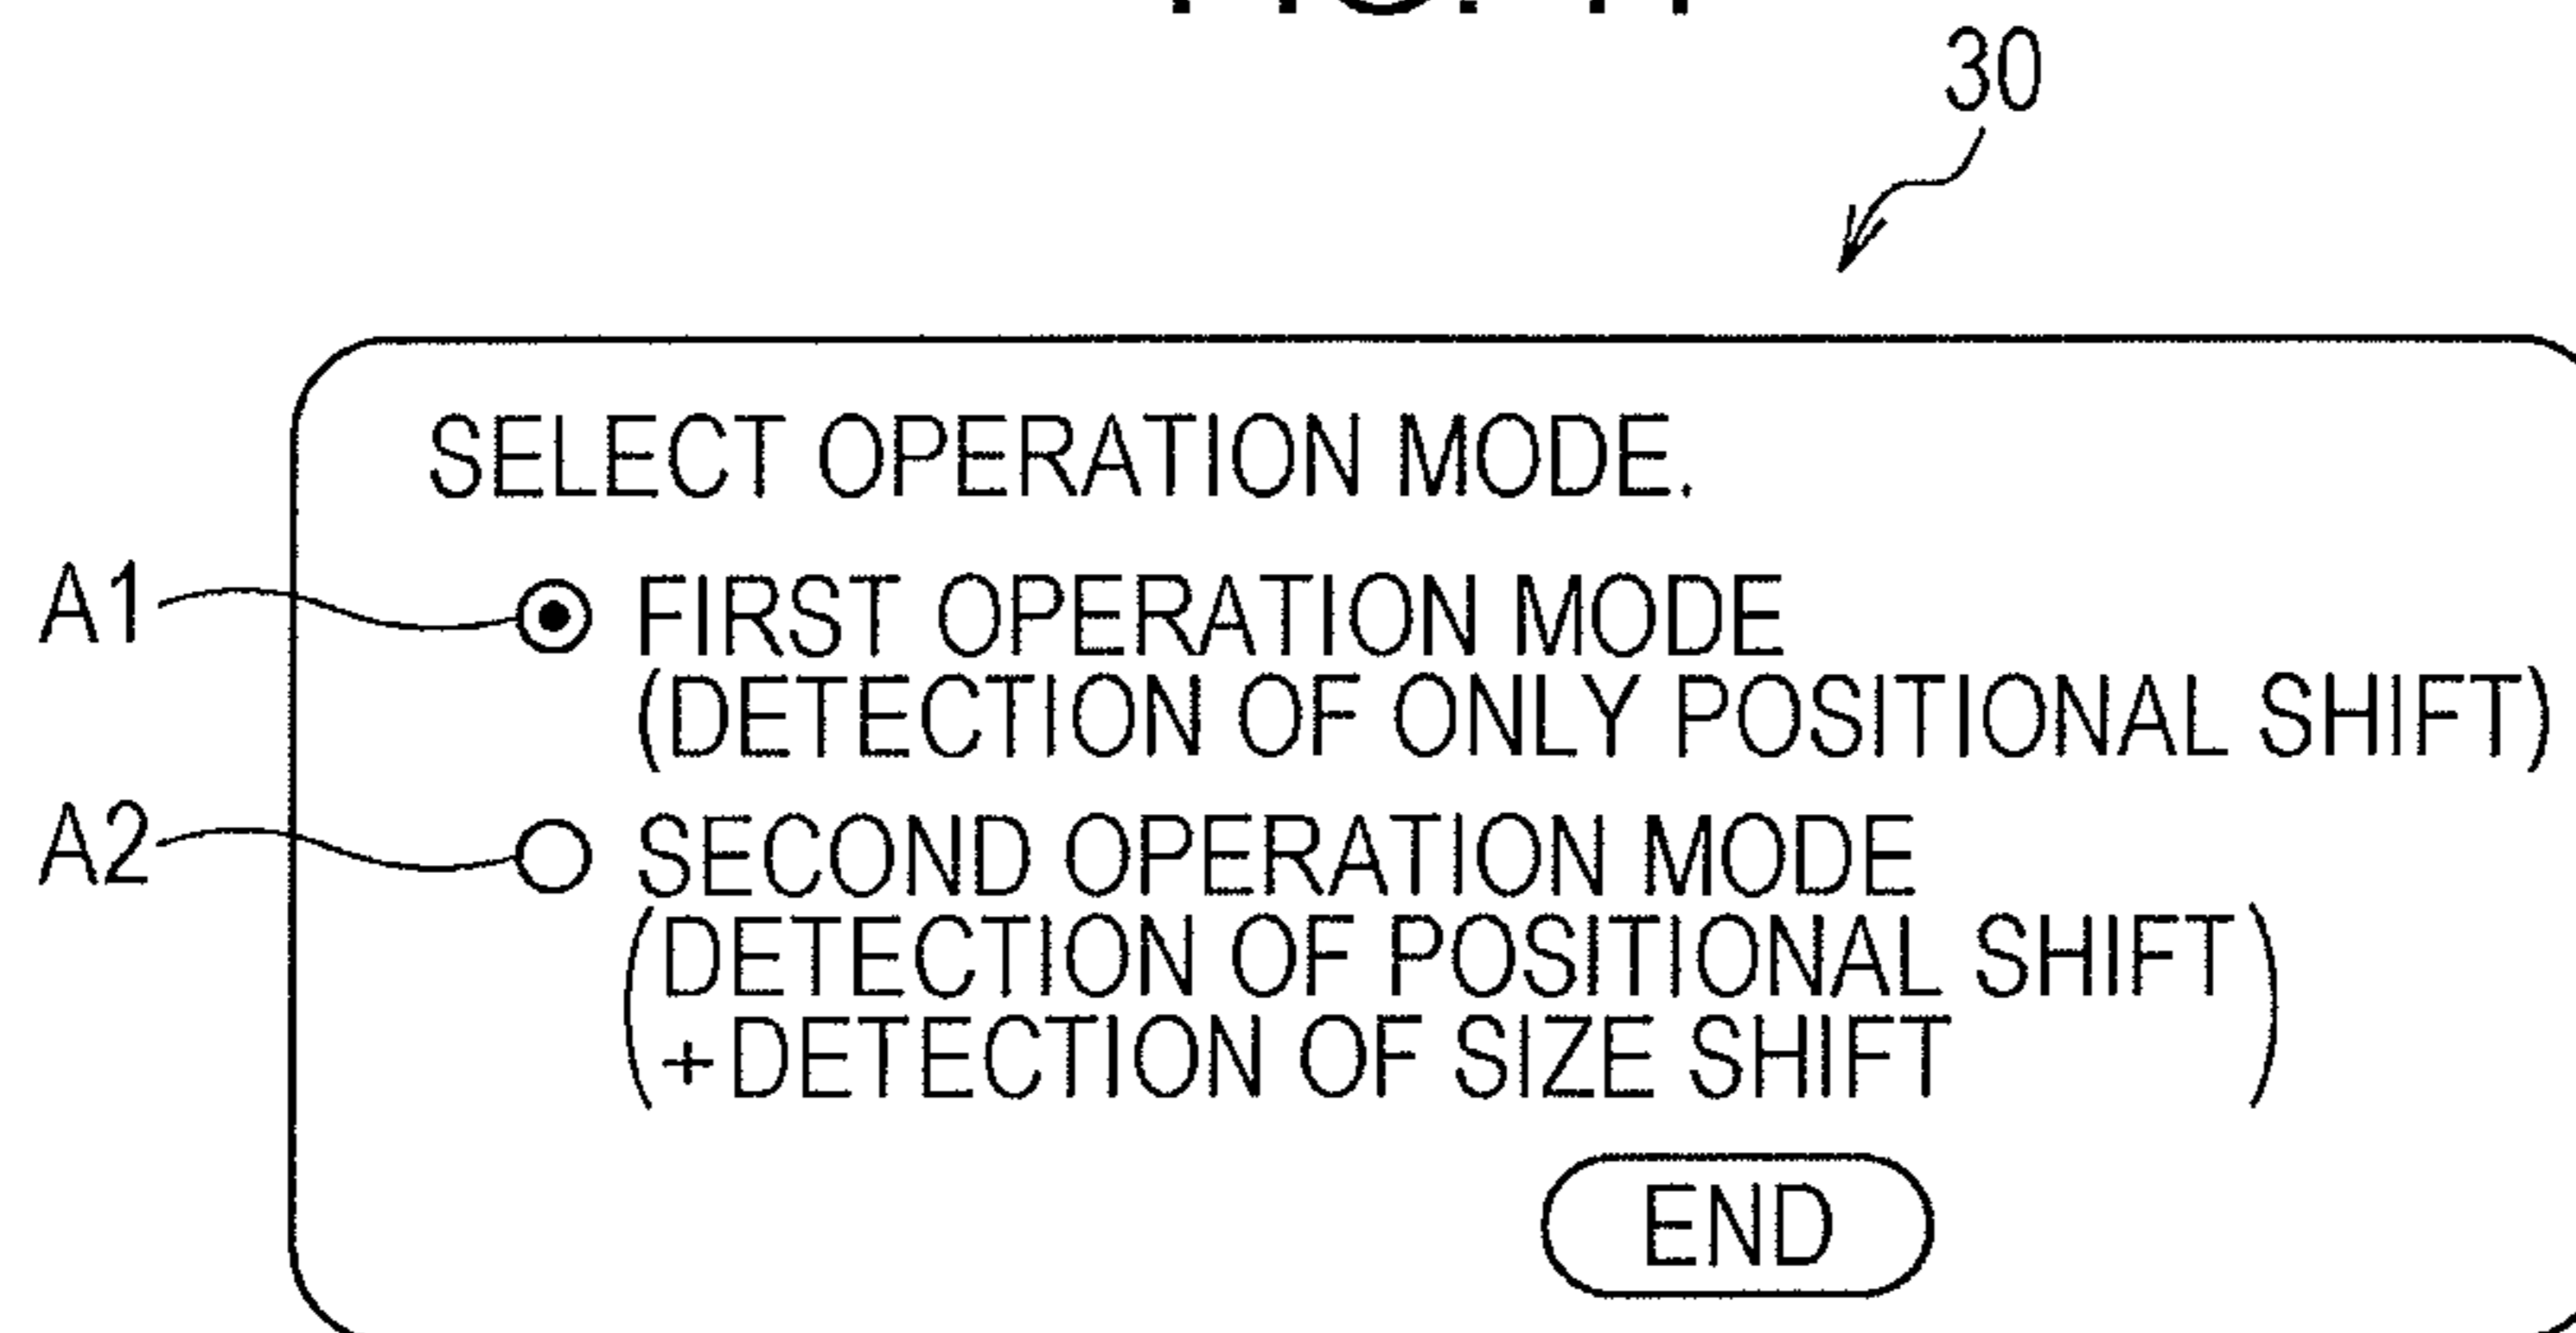 30
SELECT OPERATION MODE.
A1
FIRST OPERATION MODE
(DETECTION OF ONLY POSITIONAL SHIFT)
A2
SECOND OPERATION MODE
(DETECTION OF POSITIONAL SHIFT
+DETECTION OF SIZE SHIFT)
END